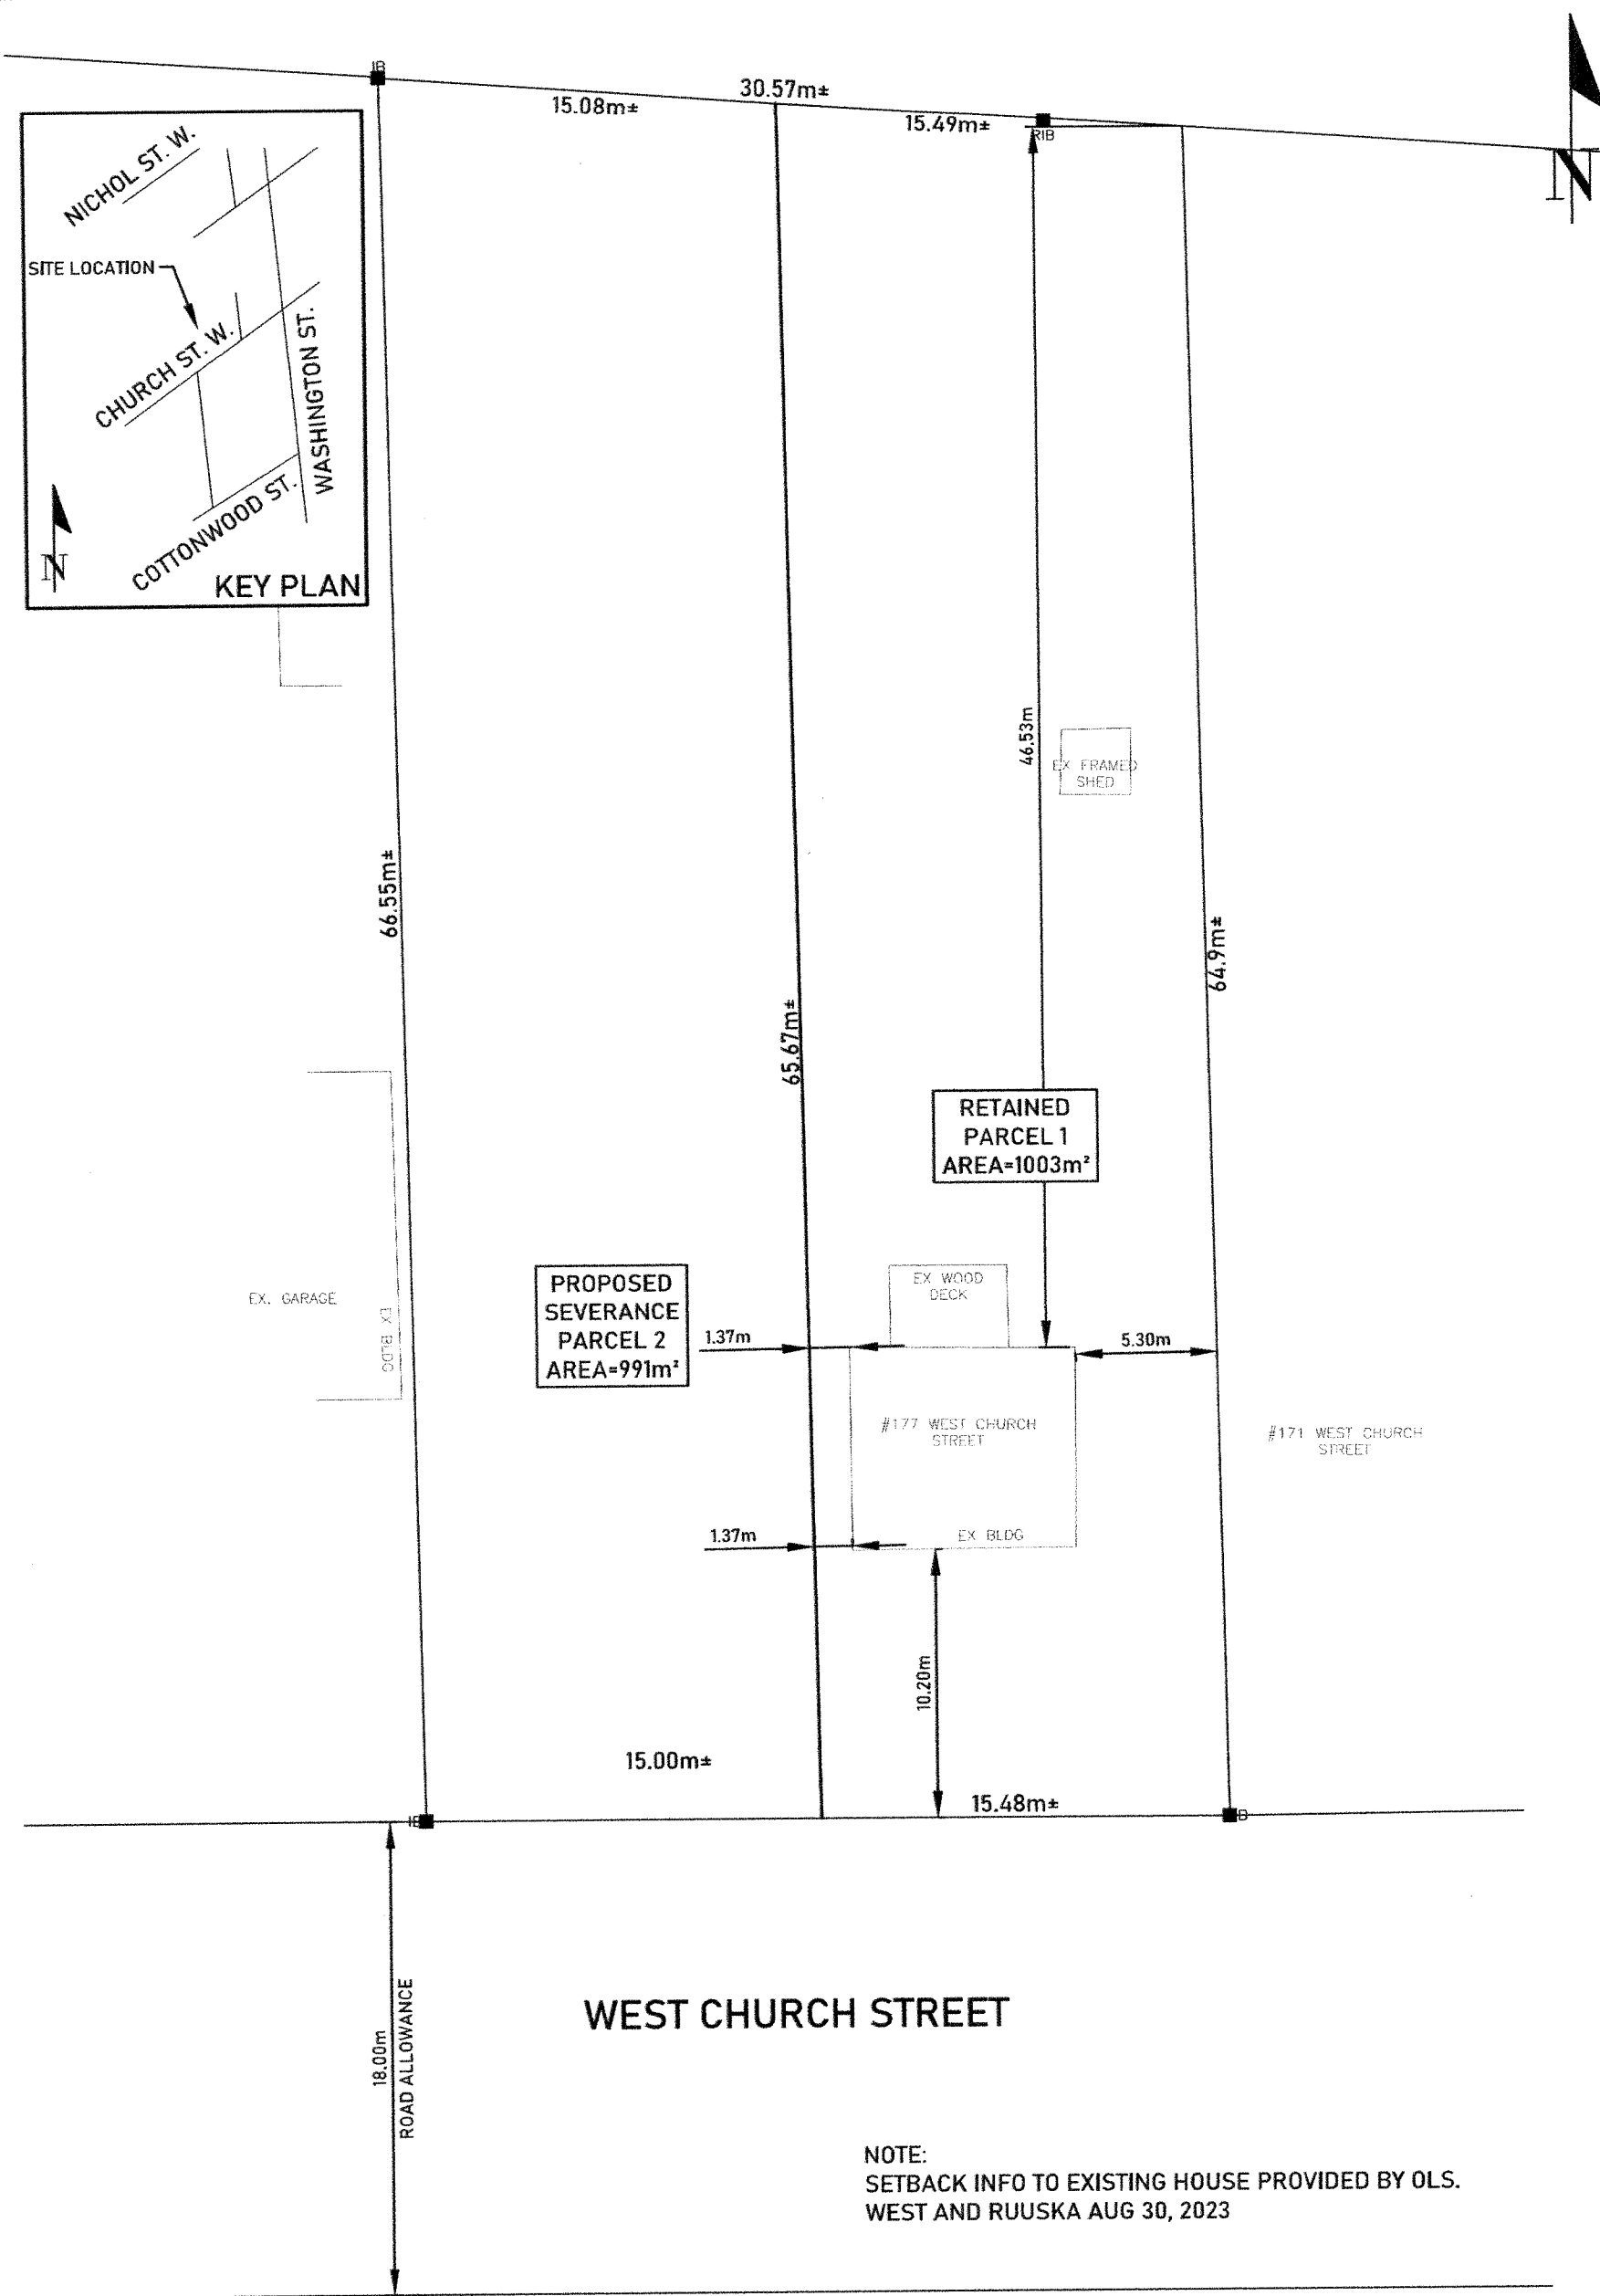 IB
30.57m±
15.08m±
15.49m±
RIB
N
NICHOL ST. W.
SITE LOCATION
CHURCH ST. W.
WASHINGTON ST.
COTTONWOOD ST.
N
KEY PLAN
46.53m
EX FRAMED
SHED
66.55m±
64.9m±
65.67m±
RETAINED
PARCEL 1
AREA=1003m²
EX. GARAGE
EX BLDG
PROPOSED
SEVERANCE
PARCEL 2
AREA=991m²
EX WOOD
DECK
1.37m
5.30m
#177 WEST CHURCH
STREET
#171 WEST CHURCH
STREET
1.37m
EX BLDG
10.20m
15.00m±
15.48m±
18.00m
ROAD ALLOWANCE
WEST CHURCH STREET
NOTE:
SETBACK INFO TO EXISTING HOUSE PROVIDED BY OLS.
WEST AND RUUSKA AUG 30, 2023